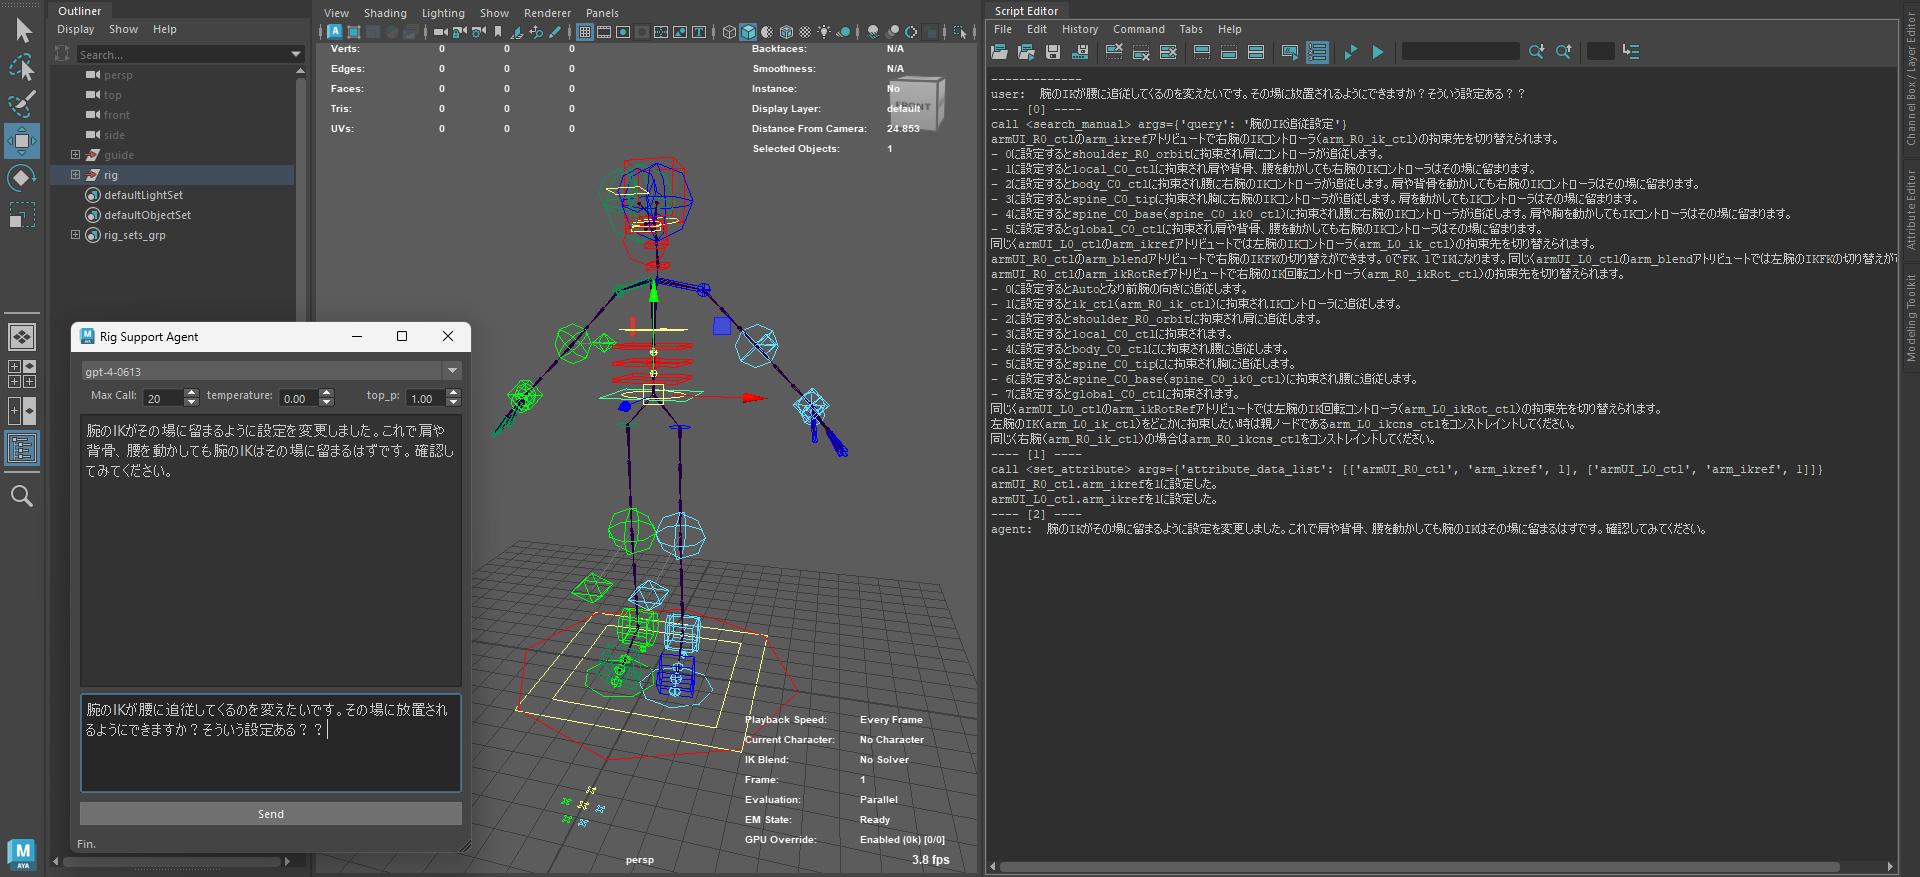 Outliner
Display Show Help
Search...
persp
top
front
side
guide
rig
defaultLightSet
defaultObjectSet
rig_sets_grp
View Shading Lighting Show Renderer Panels
Verts: 0 0 0
Edges: 0 0 0
Faces: 0 0 0
Tris: 0 0 0
UVs: 0 0 0
Backfaces: N/A
Smoothness: N/A
Instance: No
Display Layer: default
Distance From Camera: 24.853
Selected Objects: 1
FRONT
Playback Speed: Every Frame
Current Character: No Character
IK Blend: No Solver
Frame: 1
Evaluation: Parallel
EM State: Ready
GPU Override: Enabled (0k) [0/0]
persp
3.8 fps
Rig Support Agent
gpt-4-0613
Max Call: 20 temperature: 0.00 top_p: 1.00
腕のIKがその場に留まるように設定を変更しました。これで肩や
背骨、腰を動かしても腕のIKはその場に留まるはずです。確認し
てみてください。
腕のIKが腰に追従してくるのを変えたいです。その場に放置され
るようにできますか？そういう設定ある？？
Send
Fin.
M
AYA
Script Editor
File Edit History Command Tabs Help
-------------
user: 腕のIKが腰に追従してくるのを変えたいです。その場に放置されるようにできますか？そういう設定ある？？
---- [0] ----
call <search_manual> args={'query': '腕のIK追従設定'}
armUI_R0_ctlのarm_ikrefアトリビュートで右腕のIKコントローラ(arm_R0_ik_ctl)の拘束先を切り替えられます。
- 0に設定するとshoulder_R0_orbitに拘束され肩にコントローラが追従します。
- 1に設定するとlocal_C0_ctlに拘束され肩や背骨、腰を動かしても右腕のIKコントローラはその場に留まります。
- 2に設定するとbody_C0_ctlに拘束され腰に右腕のIKコントローラが追従します。肩や背骨を動かしても右腕のIKコントローラはその場に留まります。
- 3に設定するとspine_C0_tipに拘束され胸に右腕のIKコントローラが追従します。肩を動かしてもIKコントローラはその場に留まります。
- 4に設定するとspine_C0_base(spine_C0_ik0_ctl)に拘束され腰に右腕のIKコントローラが追従します。肩や胸を動かしてもIKコントローラはその場に留まります。
- 5に設定するとglobal_C0_ctlに拘束され肩や背骨、腰を動かしても右腕のIKコントローラはその場に留まります。
同じくarmUI_L0_ctlのarm_ikrefアトリビュートでは左腕のIKコントローラ(arm_L0_ik_ctl)の拘束先を切り替えられます。
armUI_R0_ctlのarm_blendアトリビュートで右腕のIKFKの切り替えができます。0でFK、1でIKになります。同じくarmUI_L0_ctlのarm_blendアトリビュートでは左腕のIKFKの切り替えが
armUI_R0_ctlのarm_ikRotRefアトリビュートで右腕のIK回転コントローラ(arm_R0_ikRot_ctl)の拘束先を切り替えられます。
- 0に設定するとAutoとなり前腕の向きに追従します。
- 1に設定するとik_ctl(arm_R0_ik_ctl)に拘束されIKコントローラに追従します。
- 2に設定するとshoulder_R0_orbitに拘束され肩に追従します。
- 3に設定するとlocal_C0_ctlに拘束されます。
- 4に設定するとbody_C0_ctlにに拘束され腰に追従します。
- 5に設定するとspine_C0_tipにに拘束され胸に追従します。
- 6に設定するとspine_C0_base(spine_C0_ik0_ctl)に拘束され腰に追従します。
- 7に設定するとglobal_C0_ctlに拘束されます。
同じくarmUI_L0_ctlのarm_ikRotRefアトリビュートでは左腕のIK回転コントローラ(arm_L0_ikRot_ctl)の拘束先を切り替えられます。
左腕のIK(arm_L0_ik_ctl)をどこかに拘束したい時は親ノードであるarm_L0_ikcns_ctlをコンストレイントしてください。
同じく右腕(arm_R0_ik_ctl)の場合はarm_R0_ikcns_ctlをコンストレイントしてください。
---- [1] ----
call <set_attribute> args={'attribute_data_list': [['armUI_R0_ctl', 'arm_ikref', 1], ['armUI_L0_ctl', 'arm_ikref', 1]]}
armUI_R0_ctl.arm_ikrefを1に設定した。
armUI_L0_ctl.arm_ikrefを1に設定した。
---- [2] ----
agent: 腕のIKがその場に留まるように設定を変更しました。これで肩や背骨、腰を動かしても腕のIKはその場に留まるはずです。確認してみてください。
Channel Box / Layer Editor
Attribute Editor
Modeling Toolkit